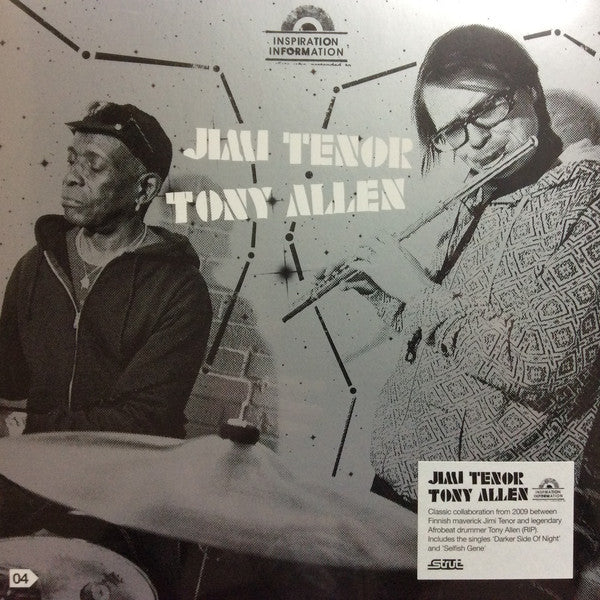 INSPIRATION
INFORMATION
JIMI TENOR
TONY ALLEN
JIMI TENOR
TONY ALLEN
INSPIRATION
INFORMATION
Classic collaboration from 2009 between
Finnish maverick Jimi Tenor and legendary
Afrobeat drummer Tony Allen (RIP).
Includes the singles 'Darker Side Of Night'
and 'Selfish Gene'
Strut
04